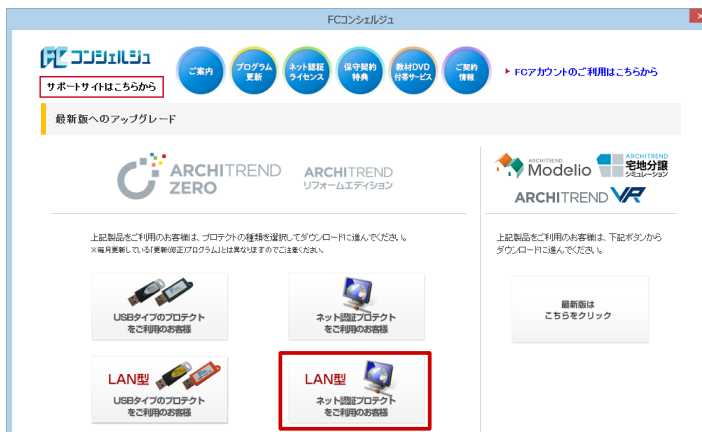 FCコンシェルジュ
FC コンシェルジュ
サポートサイトはこちらから
ご案内
プログラム
更新
ネット認証
ライセンス
保守契約
特典
教材DVD
付帯サービス
ご契約
情報
FCアカウントのご利用はこちらから
最新版へのアップグレード
ARCHITREND
ZERO
ARCHITREND
リフォームエディション
ARCHITREND
Modelio
ARCHITREND
宅地分譲
シミュレーション
ARCHITREND VR
上記製品をご利用のお客様は、プロテクトの種類を選択してダウンロードに進んでください。
※毎月更新している「更新(修正)プログラム」とは異なりますのでご注意ください。
上記製品をご利用のお客様は、下記ボタンから
ダウンロードに進んでください。
USBタイプのプロテクト
をご利用のお客様
ネット認証プロテクト
をご利用のお客様
最新版は
こちらをクリック
LAN型
USBタイプのプロテクト
をご利用のお客様
LAN型
ネット認証プロテクト
をご利用のお客様